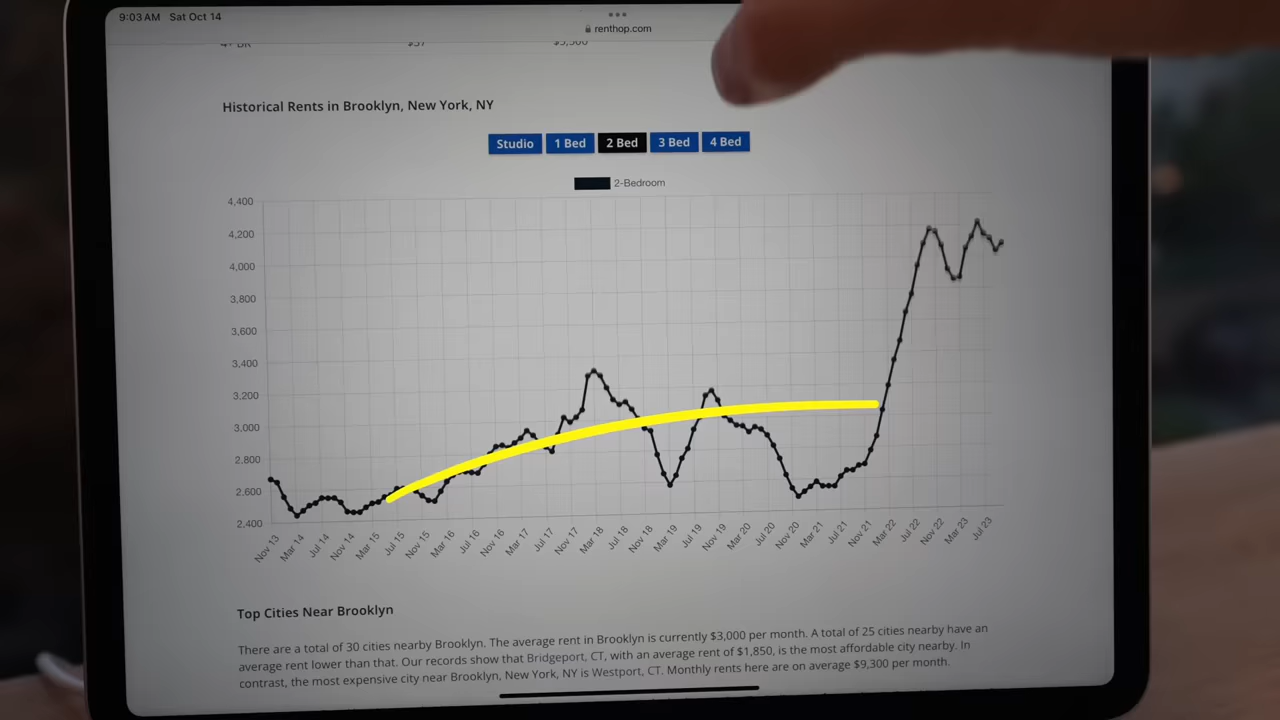 9:03 AM Sat Oct 14
renthop.com
Historical Rents in Brooklyn, New York, NY
Studio 1 Bed 2 Bed 3 Bed 4 Bed
2-Bedroom
4,400
4,200
4,000
3,800
3,600
3,400
3,200
3,000
2,800
2,600
2,400
Nov 13 Mar 14 Jul 14 Nov 14 Mar 15 Jul 15 Nov 15 Mar 16 Jul 16 Nov 16 Mar 17 Jul 17 Nov 17 Mar 18 Jul 18 Nov 18 Mar 19 Jul 19 Nov 19 Mar 20 Jul 20 Nov 20 Mar 21 Jul 21 Nov 21 Mar 22 Jul 22 Nov 22 Mar 23 Jul 23
Top Cities Near Brooklyn
There are a total of 30 cities nearby Brooklyn. The average rent in Brooklyn is currently $3,000 per month. A total of 25 cities nearby have an
average rent lower than that. Our records show that Bridgeport, CT, with an average rent of $1,850, is the most affordable city nearby. In
contrast, the most expensive city near Brooklyn, New York, NY is Westport, CT. Monthly rents here are on average $9,300 per month.